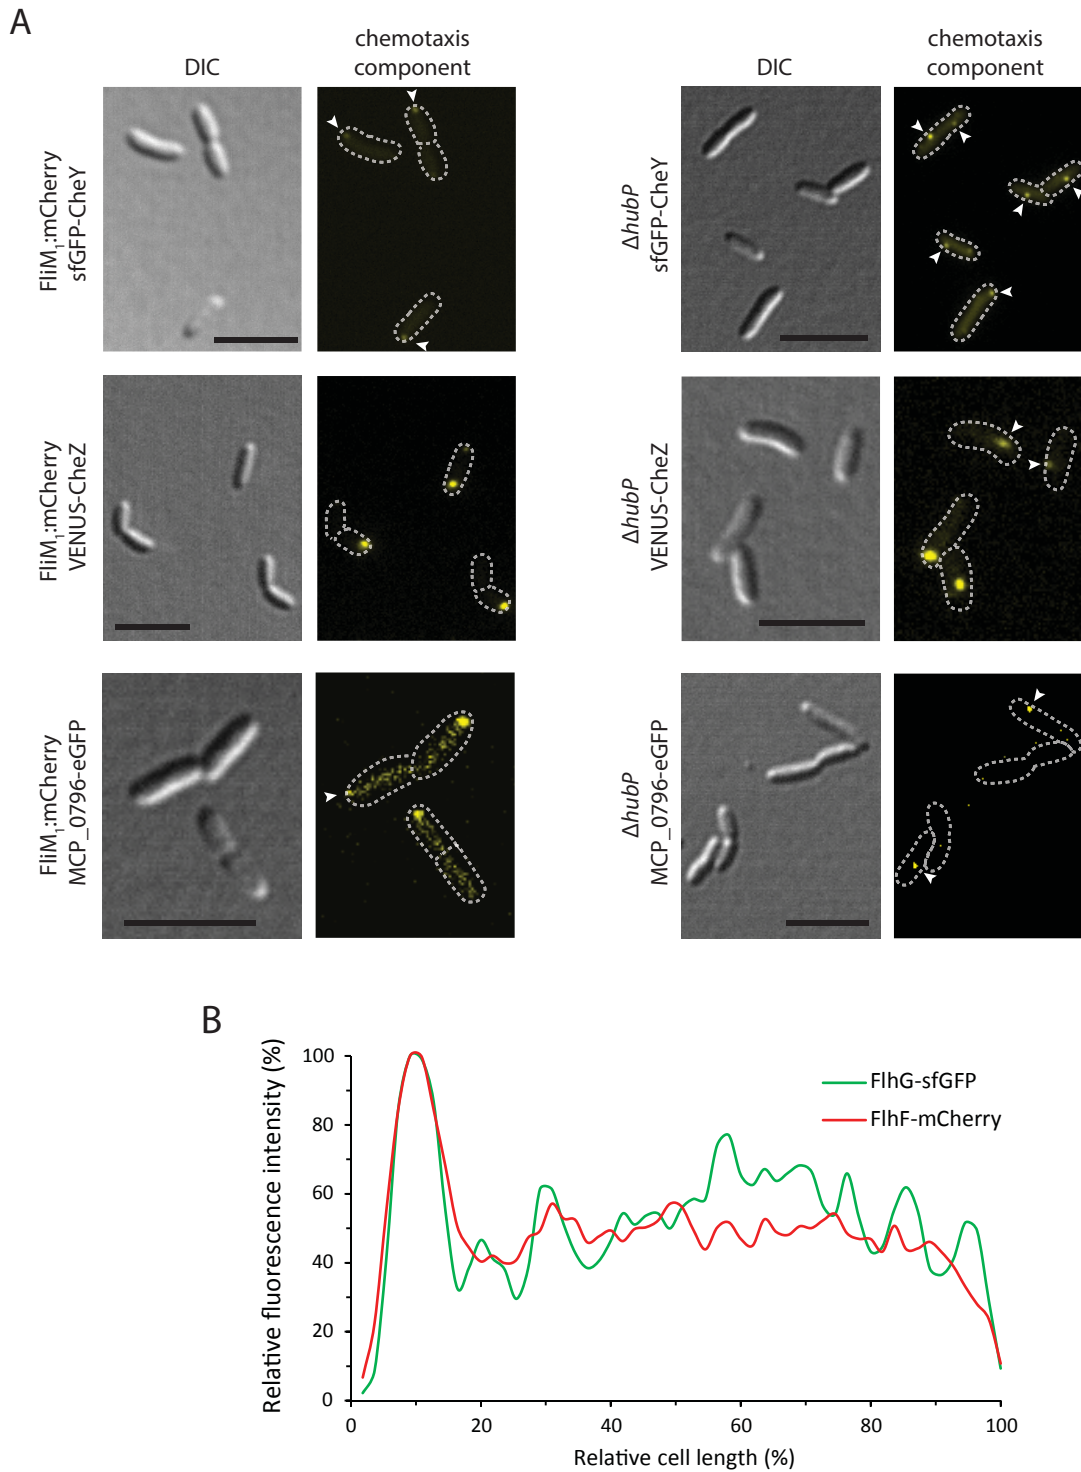 A
DIC
chemotaxis
component
DIC
chemotaxis
component
FliM₁:mCherry
sfGFP-CheY
ΔhubP
sfGFP-CheY
FliM₁:mCherry
VENUS-CheZ
ΔhubP
VENUS-CheZ
FliM₁:mCherry
MCP_0796-eGFP
ΔhubP
MCP_0796-eGFP
B
Relative fluorescence intensity (%)
100
80
60
40
20
0
FlhG-sfGFP
FlhF-mCherry
0 20 40 60 80 100
Relative cell length (%)